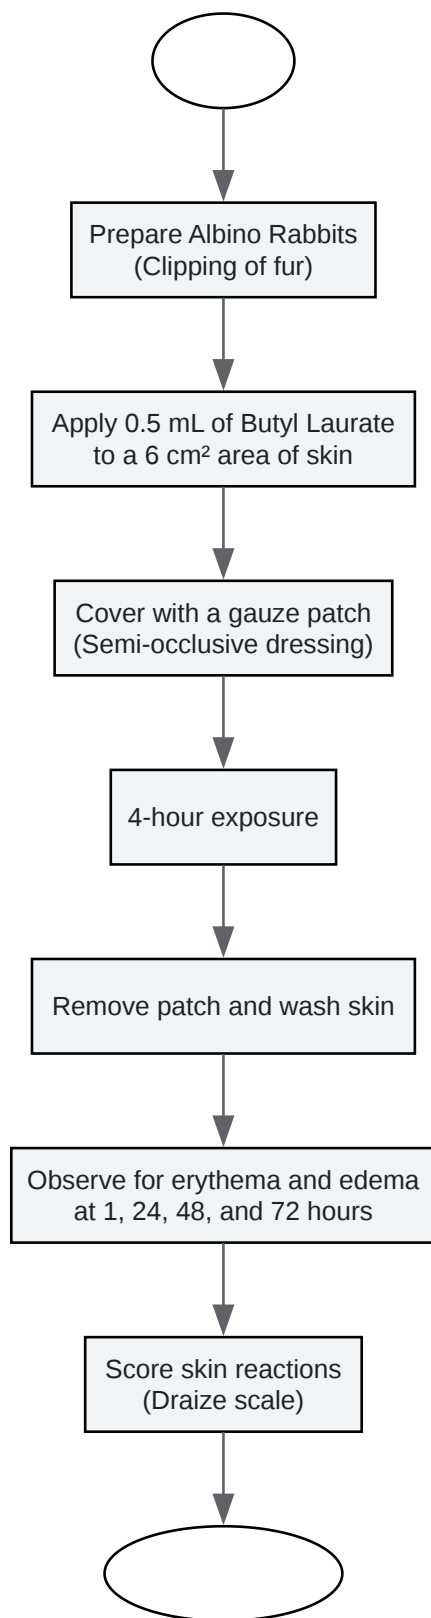 Prepare Albino Rabbits
(Clipping of fur)
Apply 0.5 mL of Butyl Laurate
to a 6 cm² area of skin
Cover with a gauze patch
(Semi-occlusive dressing)
4-hour exposure
Remove patch and wash skin
Observe for erythema and edema
at 1, 24, 48, and 72 hours
Score skin reactions
(Draize scale)